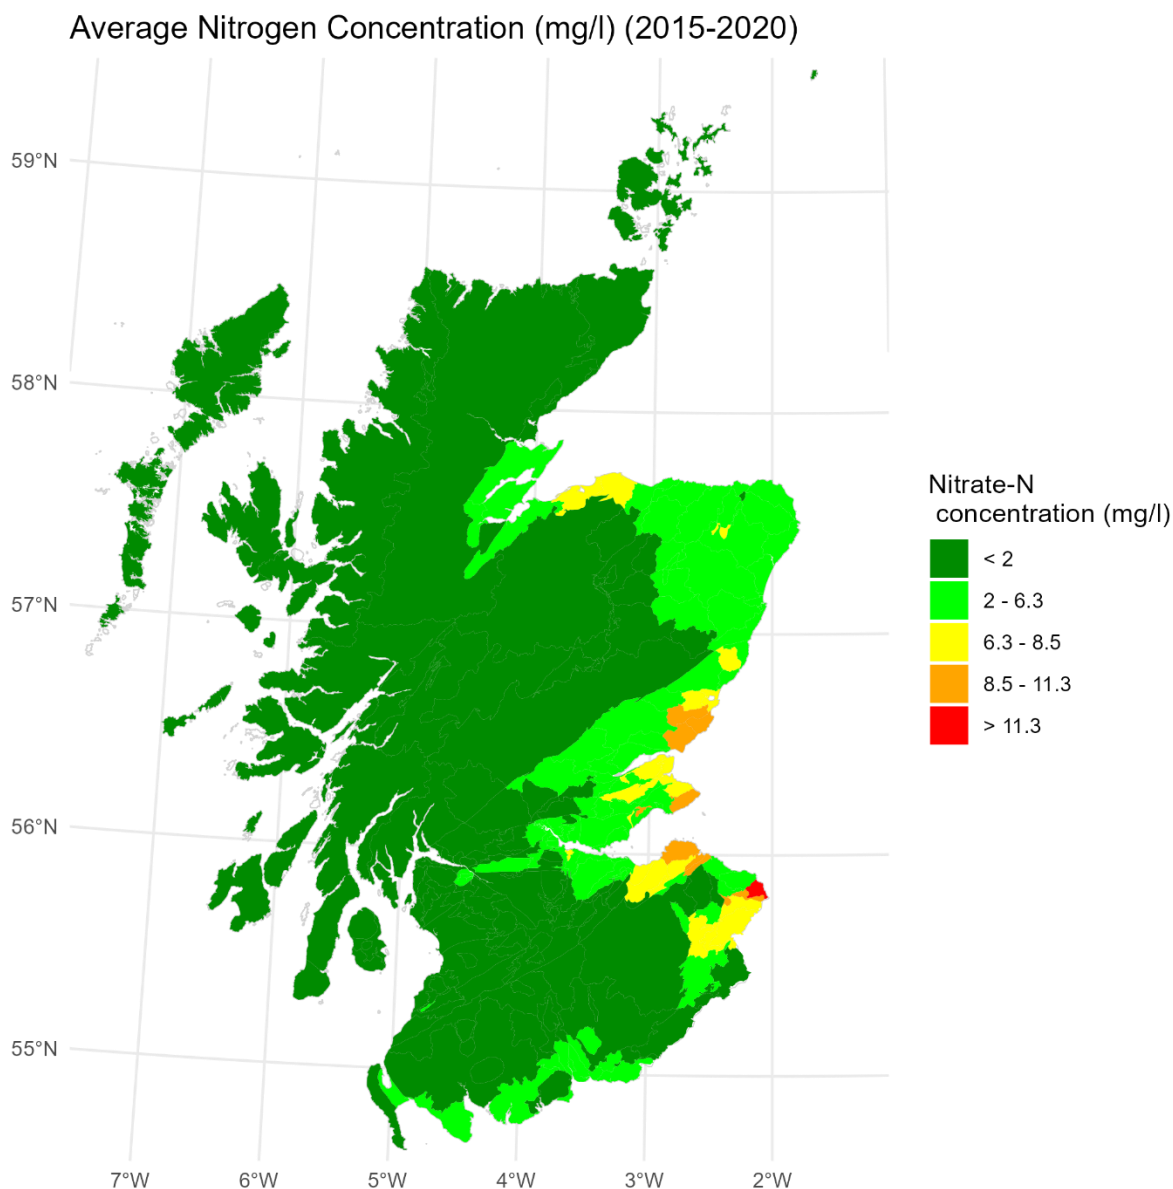 Average Nitrogen Concentration (mg/l) (2015-2020)
59°N
58°N
57°N
56°N
55°N
7°W
6°W
5°W
4°W
3°W
2°W
Nitrate-N
concentration (mg/l)
< 2
2 - 6.3
6.3 - 8.5
8.5 - 11.3
> 11.3